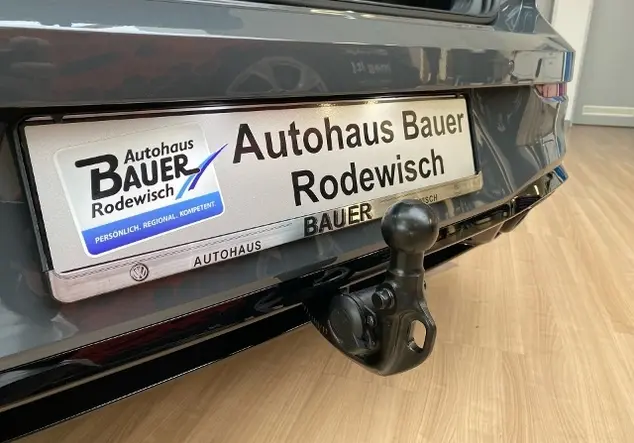 Autohaus
BAUER
Rodewisch
PERSÖNLICH. REGIONAL. KOMPETENT.
Autohaus Bauer
Rodewisch
AUTOHAUS BAUER